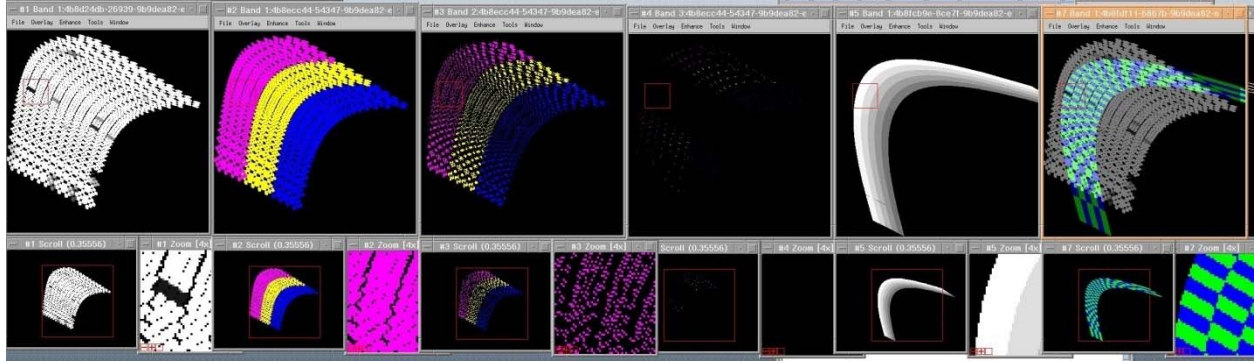 #1 Band 1:4b8d24db-26939-9b9dea82-e
File Overlay Enhance Tools Window
#2 Band 1:4b8ecc44-54347-9b9dea82-e
File Overlay Enhance Tools Window
#3 Band 2:4b8ecc44-54347-9b9dea82-e
File Overlay Enhance Tools Window
#4 Band 3:4b8ecc44-54347-9b9dea82-e
File Overlay Enhance Tools Window
#5 Band 1:4b8fcb9e-8ce7f-9b9dea82-e
File Overlay Enhance Tools Window
#7 Band
File Overlay Enhance Tools Window
#1 Scroll (0.35556)
#1 Zoom [4x]
#2 Scroll (0.35556)
#2 Zoom [4x]
#3 Scroll (0.35556)
#3 Zoom [4x]
Scroll (0.35556)
#4 Zoom [4x]
#5 Scroll (0.35556)
#5 Zoom [4x]
#7 Scroll (0.35556)
#7 Zoom [4x]